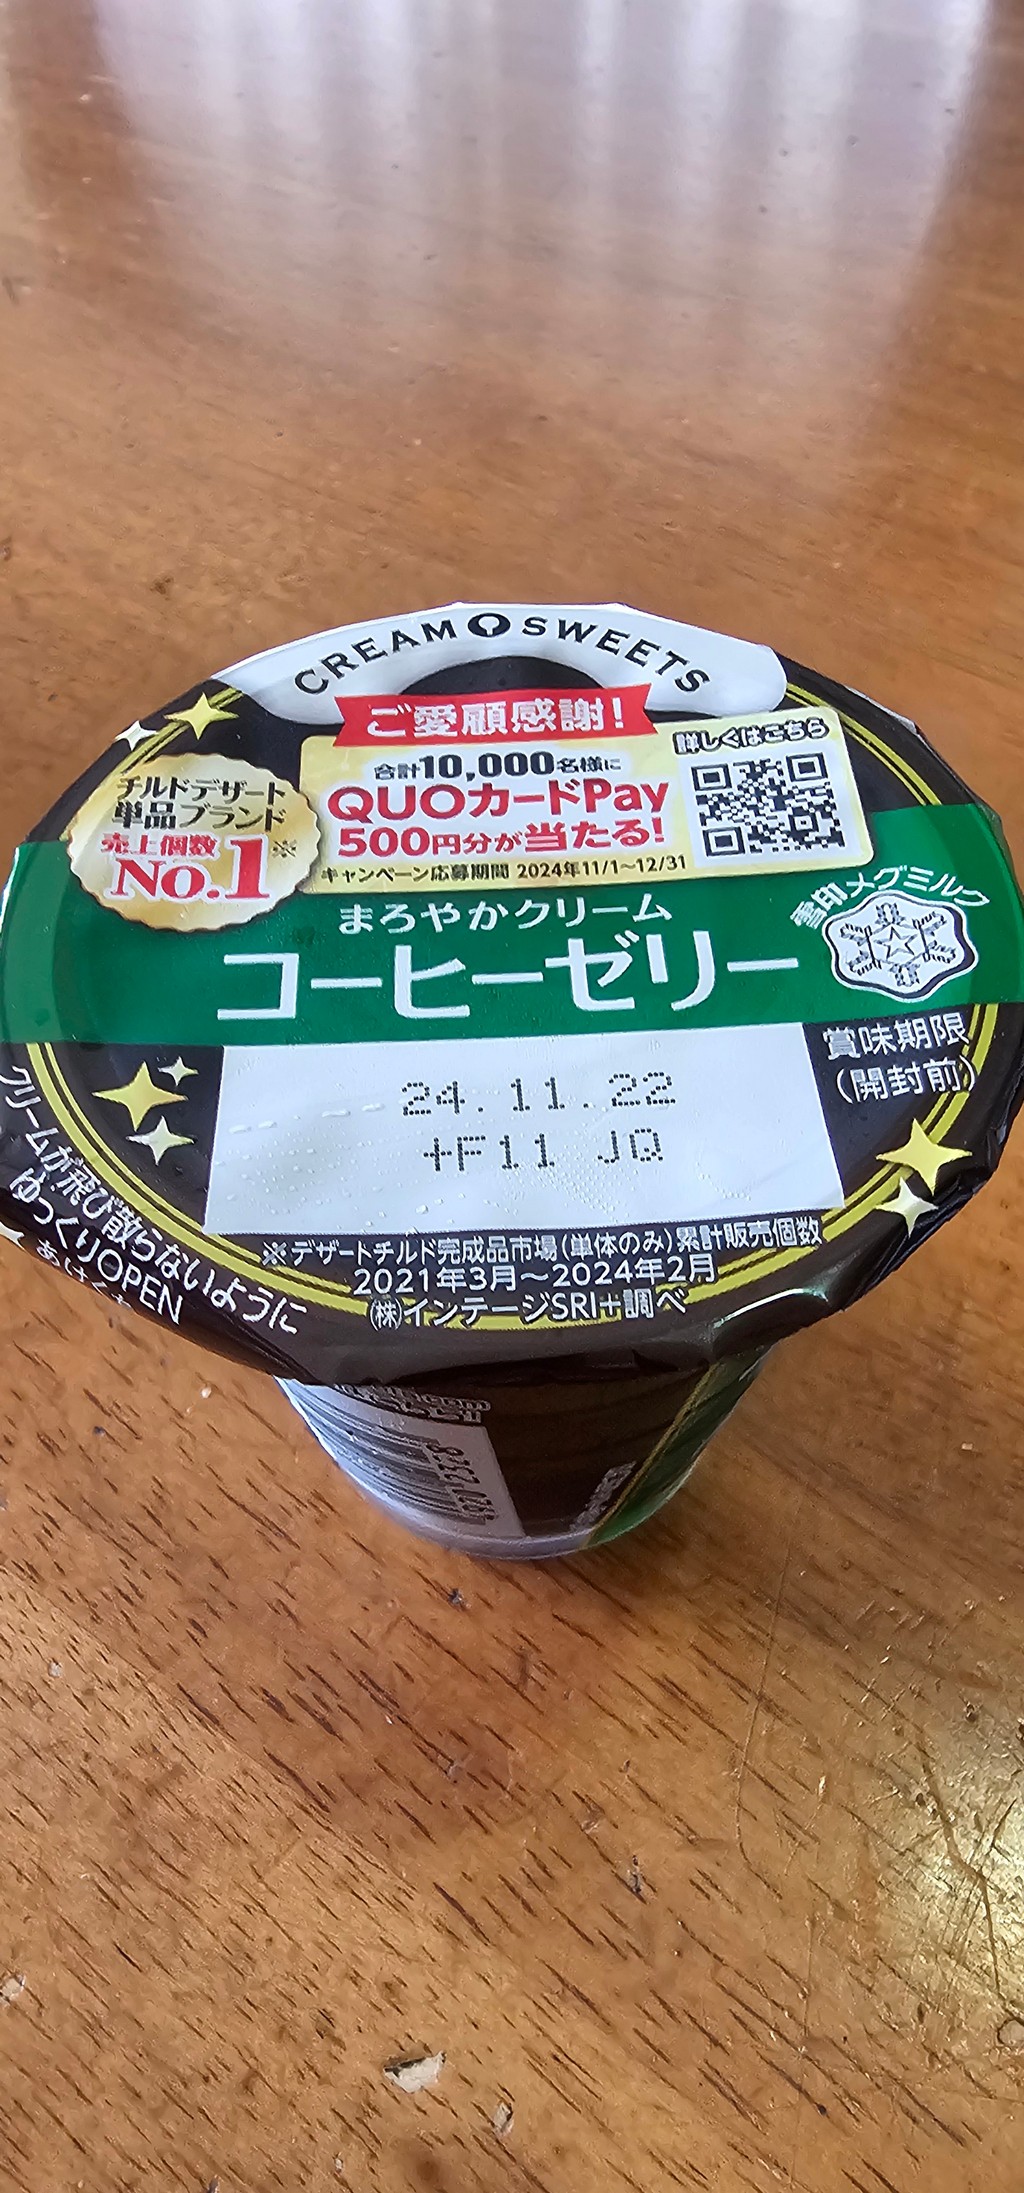 CREAM SWEETS
ご愛顧感謝!
詳しくはこちら
合計10,000名様に
QUOカードPay
500円分が当たる!
キャンペーン応募期間 2024年11/1~12/31
チルドデザート
単品ブランド
売上個数
No.1※
まろやかクリーム
コーヒーゼリー
雪印メグミルク
賞味期限
(開封前)
24.11.22
+F11 JQ
※デザートチルド完成品市場(単体のみ)累計販売個数
2021年3月~2024年2月
㈱インテージSRI+調べ
クリームが飛び散らないように
ゆっくりOPEN